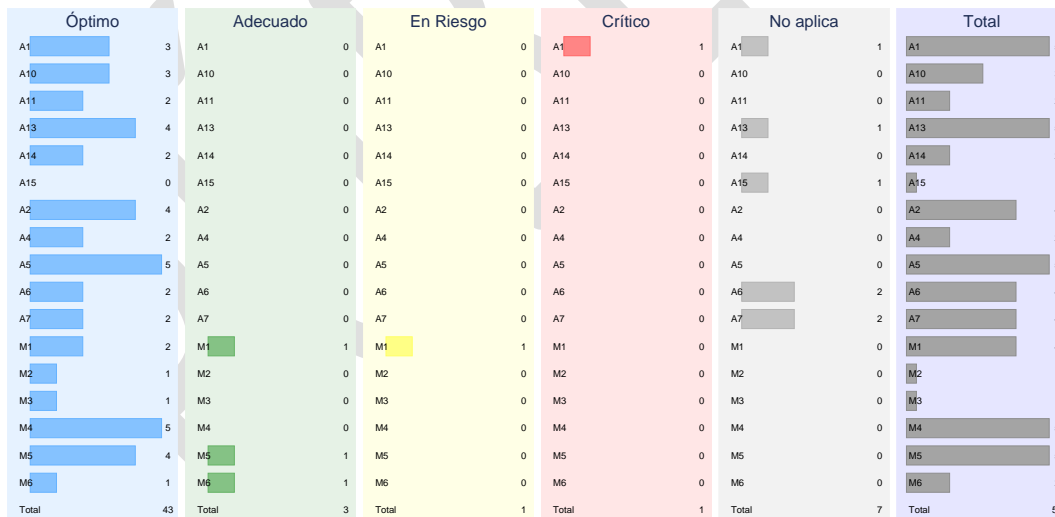 Óptimo Adecuado En Riesgo Crítico No aplica Total
A1 3 A1 0 A1 0 A1 1 A1 1 A1
A10 3 A10 0 A10 0 A10 0 A10 0 A10
A11 2 A11 0 A11 0 A11 0 A11 0 A11
A13 4 A13 0 A13 0 A13 0 A13 1 A13
A14 2 A14 0 A14 0 A14 0 A14 0 A14
A15 0 A15 0 A15 0 A15 0 A15 1 A15
A2 4 A2 0 A2 0 A2 0 A2 0 A2
A4 2 A4 0 A4 0 A4 0 A4 0 A4
A5 5 A5 0 A5 0 A5 0 A5 0 A5
A6 2 A6 0 A6 0 A6 0 A6 2 A6
A7 2 A7 0 A7 0 A7 0 A7 2 A7
M1 2 M1 1 M1 1 M1 0 M1 0 M1
M2 1 M2 0 M2 0 M2 0 M2 0 M2
M3 1 M3 0 M3 0 M3 0 M3 0 M3
M4 5 M4 0 M4 0 M4 0 M4 0 M4
M5 4 M5 1 M5 0 M5 0 M5 0 M5
M6 1 M6 1 M6 0 M6 0 M6 0 M6
Total 43 Total 3 Total 1 Total 1 Total 7 Total